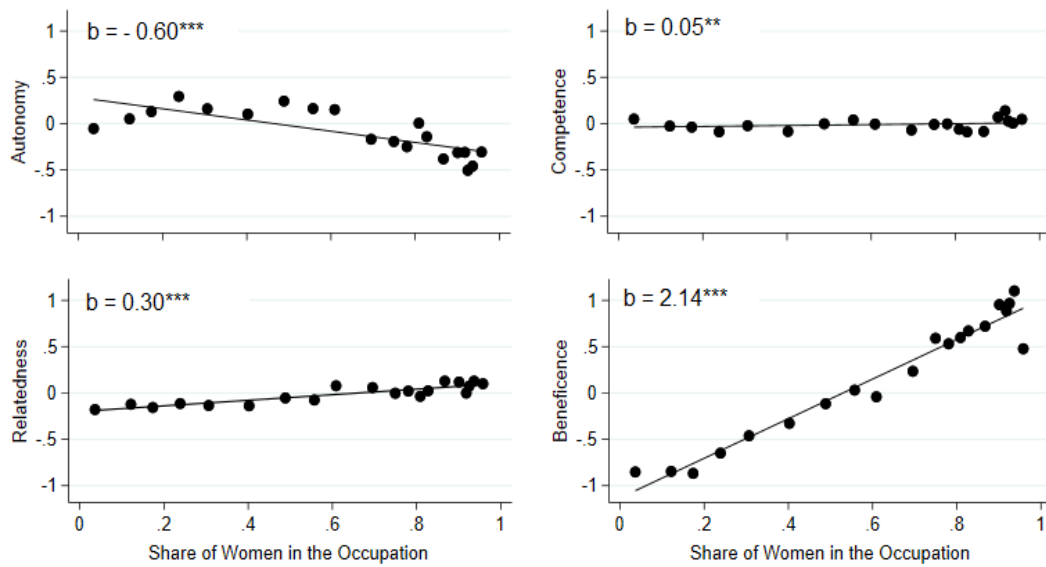 b = - 0.60***
Autonomy
1
.5
0
-.5
-1
b = 0.05**
Competence
1
.5
0
-.5
-1
b = 0.30***
Relatedness
1
.5
0
-.5
-1
0 .2 .4 .6 .8 1
Share of Women in the Occupation
b = 2.14***
Beneficence
1
.5
0
-.5
-1
0 .2 .4 .6 .8 1
Share of Women in the Occupation